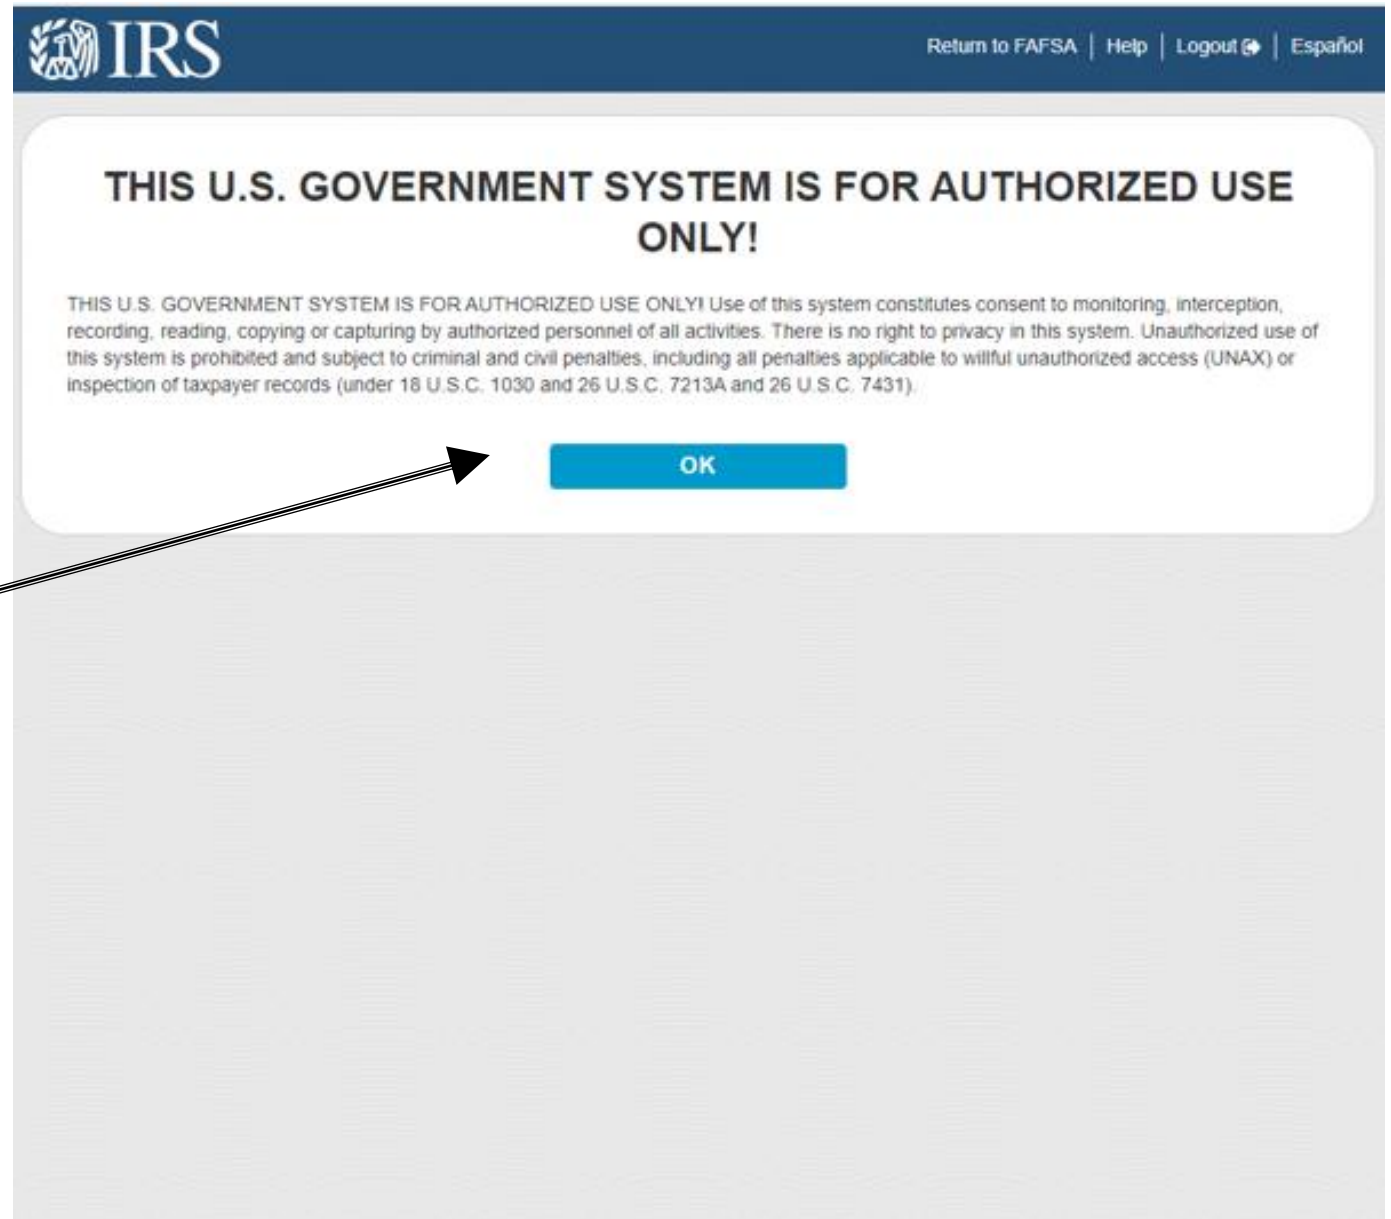 IRS
Return to FAFSA | Help | Logout | Español
THIS U.S. GOVERNMENT SYSTEM IS FOR AUTHORIZED USE
ONLY!
THIS U.S. GOVERNMENT SYSTEM IS FOR AUTHORIZED USE ONLY! Use of this system constitutes consent to monitoring, interception,
recording, reading, copying or capturing by authorized personnel of all activities. There is no right to privacy in this system. Unauthorized use of
this system is prohibited and subject to criminal and civil penalties, including all penalties applicable to willful unauthorized access (UNAX) or
inspection of taxpayer records (under 18 U.S.C. 1030 and 26 U.S.C. 7213A and 26 U.S.C. 7431).
OK